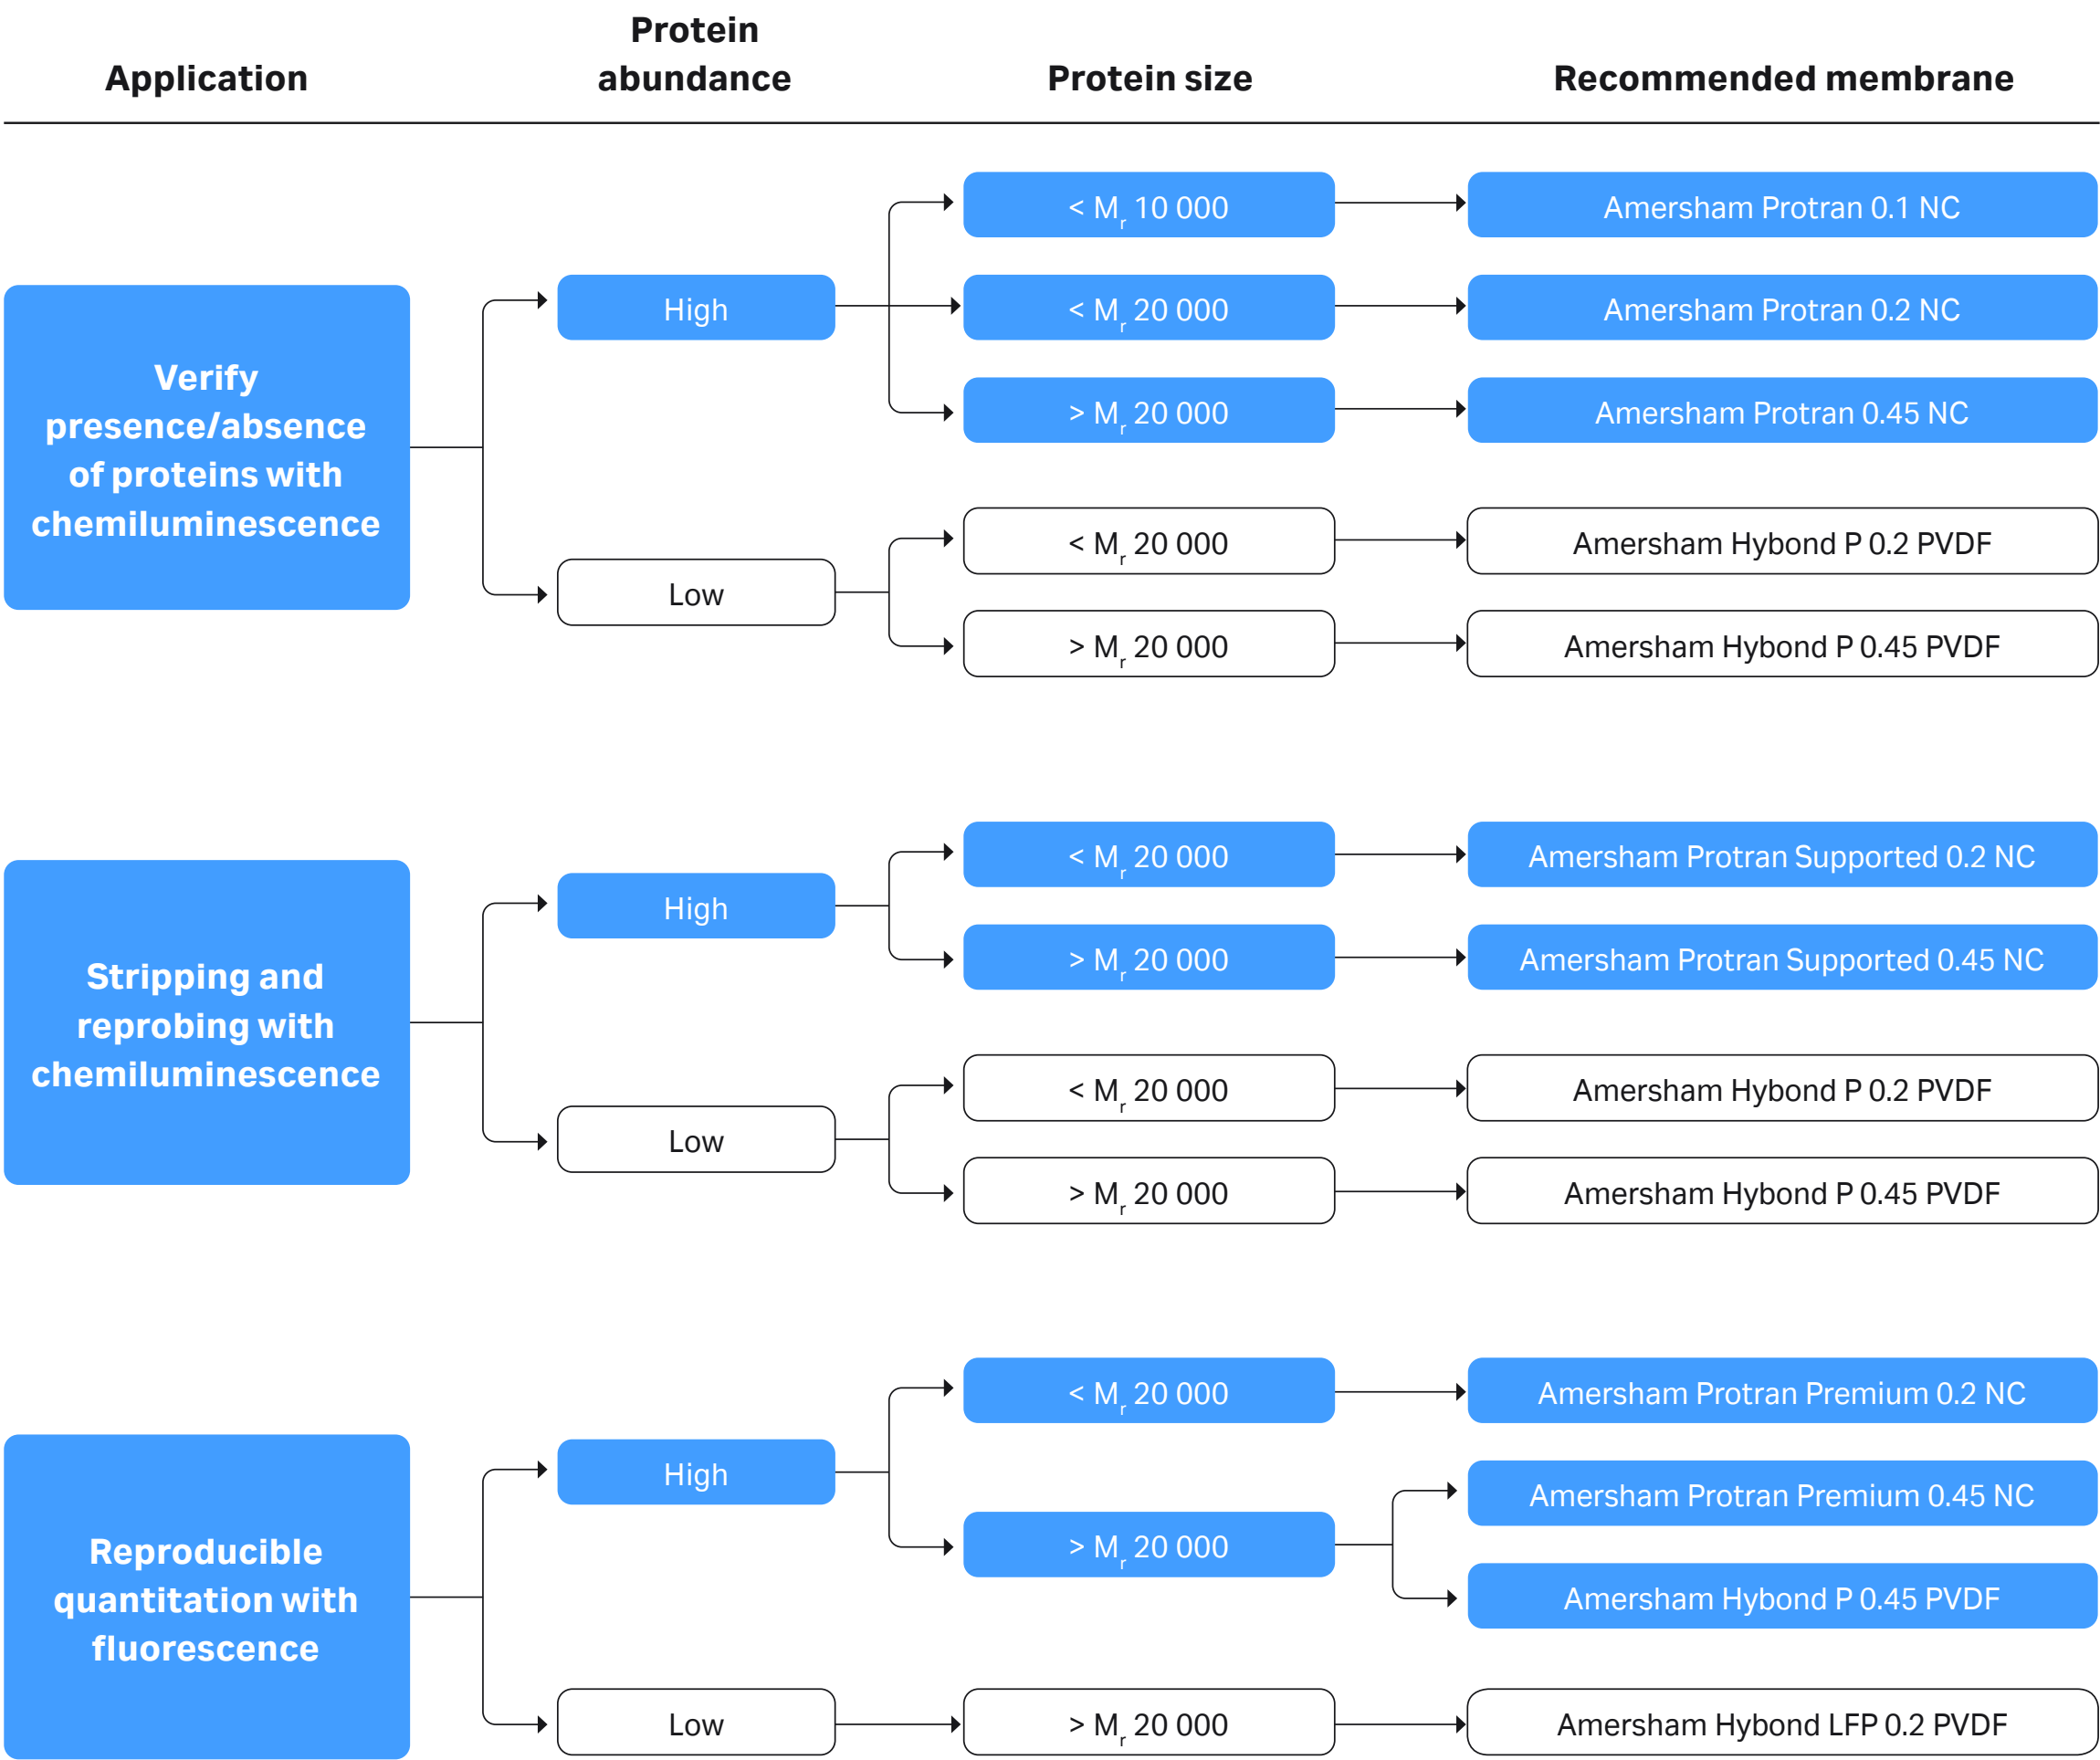 Application
Protein
abundance
Protein size
Recommended membrane
Verify
presence/absence
of proteins with
chemiluminescence
High
< Mr 10 000
Amersham Protran 0.1 NC
< Mr 20 000
Amersham Protran 0.2 NC
> Mr 20 000
Amersham Protran 0.45 NC
Low
< Mr 20 000
Amersham Hybond P 0.2 PVDF
> Mr 20 000
Amersham Hybond P 0.45 PVDF
Stripping and
reprobing with
chemiluminescence
High
< Mr 20 000
Amersham Protran Supported 0.2 NC
> Mr 20 000
Amersham Protran Supported 0.45 NC
Low
< Mr 20 000
Amersham Hybond P 0.2 PVDF
> Mr 20 000
Amersham Hybond P 0.45 PVDF
Reproducible
quantitation with
fluorescence
High
< Mr 20 000
Amersham Protran Premium 0.2 NC
> Mr 20 000
Amersham Protran Premium 0.45 NC
Amersham Hybond P 0.45 PVDF
Low
> Mr 20 000
Amersham Hybond LFP 0.2 PVDF